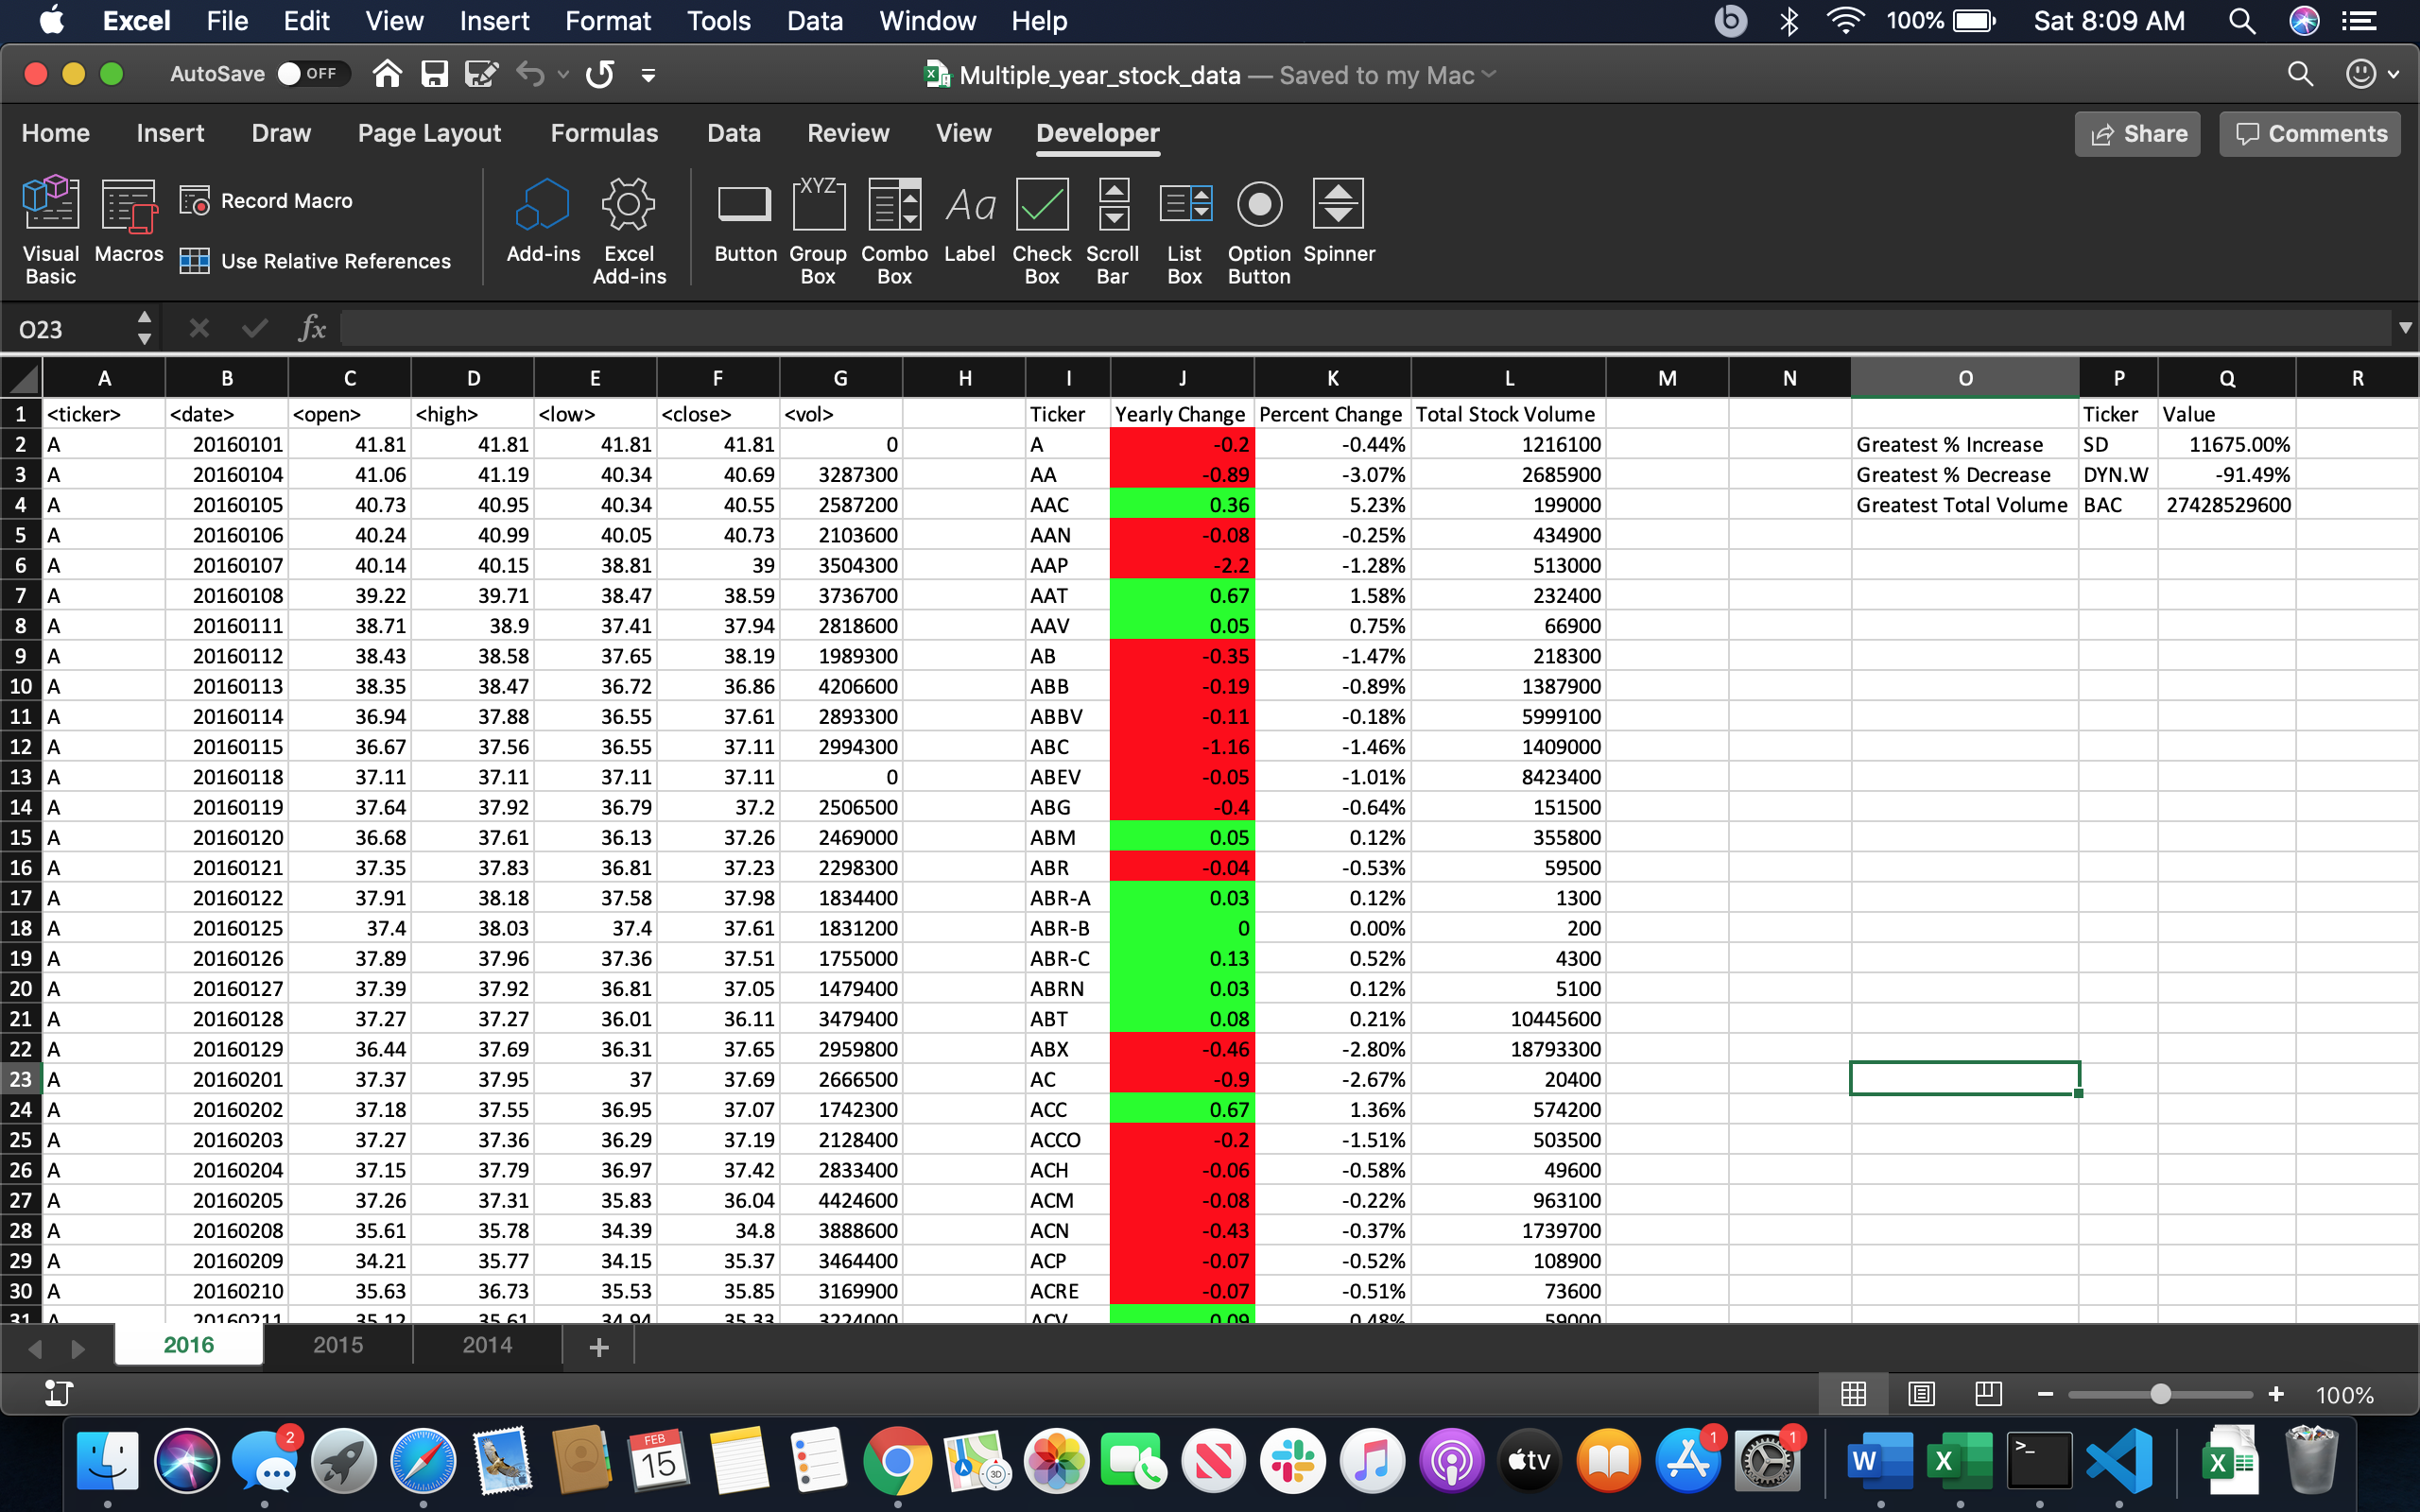 Excel File Edit View Insert Format Tools Data Window Help 100% Sat 8:09 AM
AutoSave OFF Multiple_year_stock_data — Saved to my Mac
Home Insert Draw Page Layout Formulas Data Review View Developer Share Comments
Visual Basic Macros Record Macro Use Relative References Add-ins Excel Add-ins Button XYZ Group Box Combo Box Aa Label Check Box Scroll Bar List Box Option Button Spinner
O23 fx
A B C D E F G H I J K L M N O P Q R
1 <ticker> <date> <open> <high> <low> <close> <vol> Ticker Yearly Change Percent Change Total Stock Volume Ticker Value
2 A 20160101 41.81 41.81 41.81 41.81 0 A -0.2 -0.44% 1216100 Greatest % Increase SD 11675.00%
3 A 20160104 41.06 41.19 40.34 40.69 3287300 AA -0.89 -3.07% 2685900 Greatest % Decrease DYN.W -91.49%
4 A 20160105 40.73 40.95 40.34 40.55 2587200 AAC 0.36 5.23% 199000 Greatest Total Volume BAC 27428529600
5 A 20160106 40.24 40.99 40.05 40.73 2103600 AAN -0.08 -0.25% 434900
6 A 20160107 40.14 40.15 38.81 39 3504300 AAP -2.2 -1.28% 513000
7 A 20160108 39.22 39.71 38.47 38.59 3736700 AAT 0.67 1.58% 232400
8 A 20160111 38.71 38.9 37.41 37.94 2818600 AAV 0.05 0.75% 66900
9 A 20160112 38.43 38.58 37.65 38.19 1989300 AB -0.35 -1.47% 218300
10 A 20160113 38.35 38.47 36.72 36.86 4206600 ABB -0.19 -0.89% 1387900
11 A 20160114 36.94 37.88 36.55 37.61 2893300 ABBV -0.11 -0.18% 5999100
12 A 20160115 36.67 37.56 36.55 37.11 2994300 ABC -1.16 -1.46% 1409000
13 A 20160118 37.11 37.11 37.11 37.11 0 ABEV -0.05 -1.01% 8423400
14 A 20160119 37.64 37.92 36.79 37.2 2506500 ABG -0.4 -0.64% 151500
15 A 20160120 36.68 37.61 36.13 37.26 2469000 ABM 0.05 0.12% 355800
16 A 20160121 37.35 37.83 36.81 37.23 2298300 ABR -0.04 -0.53% 59500
17 A 20160122 37.91 38.18 37.58 37.98 1834400 ABR-A 0.03 0.12% 1300
18 A 20160125 37.4 38.03 37.4 37.61 1831200 ABR-B 0 0.00% 200
19 A 20160126 37.89 37.96 37.36 37.51 1755000 ABR-C 0.13 0.52% 4300
20 A 20160127 37.39 37.92 36.81 37.05 1479400 ABRN 0.03 0.12% 5100
21 A 20160128 37.27 37.27 36.01 36.11 3479400 ABT 0.08 0.21% 10445600
22 A 20160129 36.44 37.69 36.31 37.65 2959800 ABX -0.46 -2.80% 18793300
23 A 20160201 37.37 37.95 37 37.69 2666500 AC -0.9 -2.67% 20400
24 A 20160202 37.18 37.55 36.95 37.07 1742300 ACC 0.67 1.36% 574200
25 A 20160203 37.27 37.36 36.29 37.19 2128400 ACCO -0.2 -1.51% 503500
26 A 20160204 37.15 37.79 36.97 37.42 2833400 ACH -0.06 -0.58% 49600
27 A 20160205 37.26 37.31 35.83 36.04 4424600 ACM -0.08 -0.22% 963100
28 A 20160208 35.61 35.78 34.39 34.8 3888600 ACN -0.43 -0.37% 1739700
29 A 20160209 34.21 35.77 34.15 35.37 3464400 ACP -0.07 -0.52% 108900
30 A 20160210 35.63 36.73 35.53 35.85 3169900 ACRE -0.07 -0.51% 73600
31 A 20160211 35.12 35.61 34.94 35.33 3224000 ACV 0.09 0.48% 59000
2016 2015 2014
100%
2 FEB 15 3D tv 1 1 W X >_ X